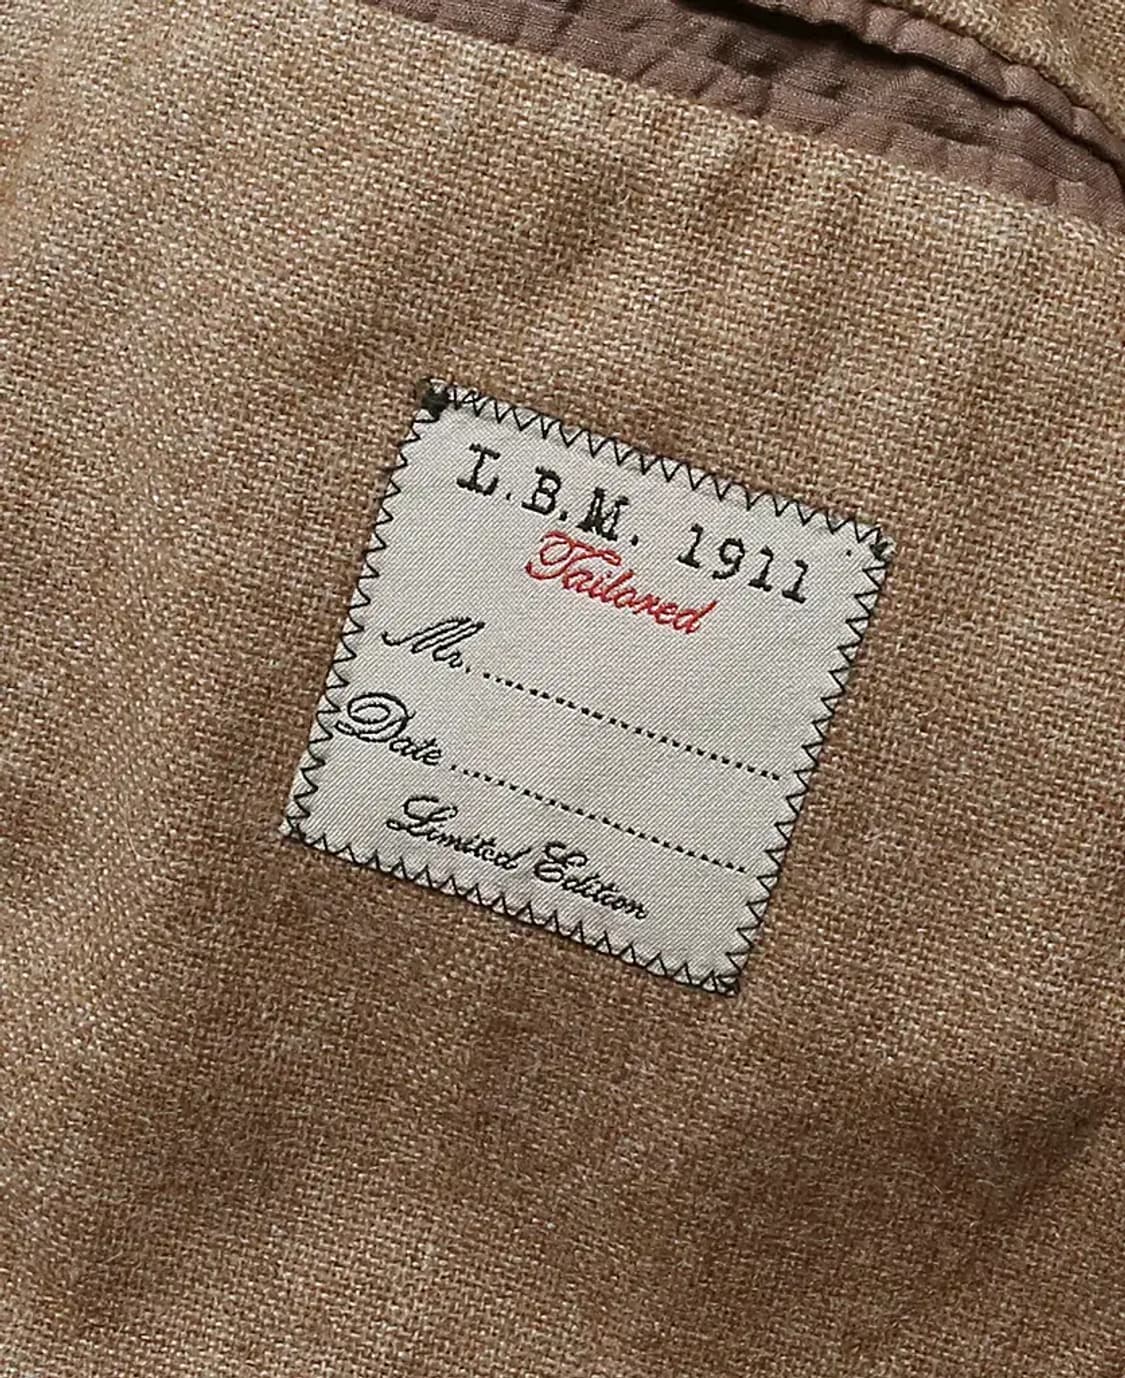 L.B.M. 1911
Tailored
Mr. ..............................
Date ..............................
Limited Edition